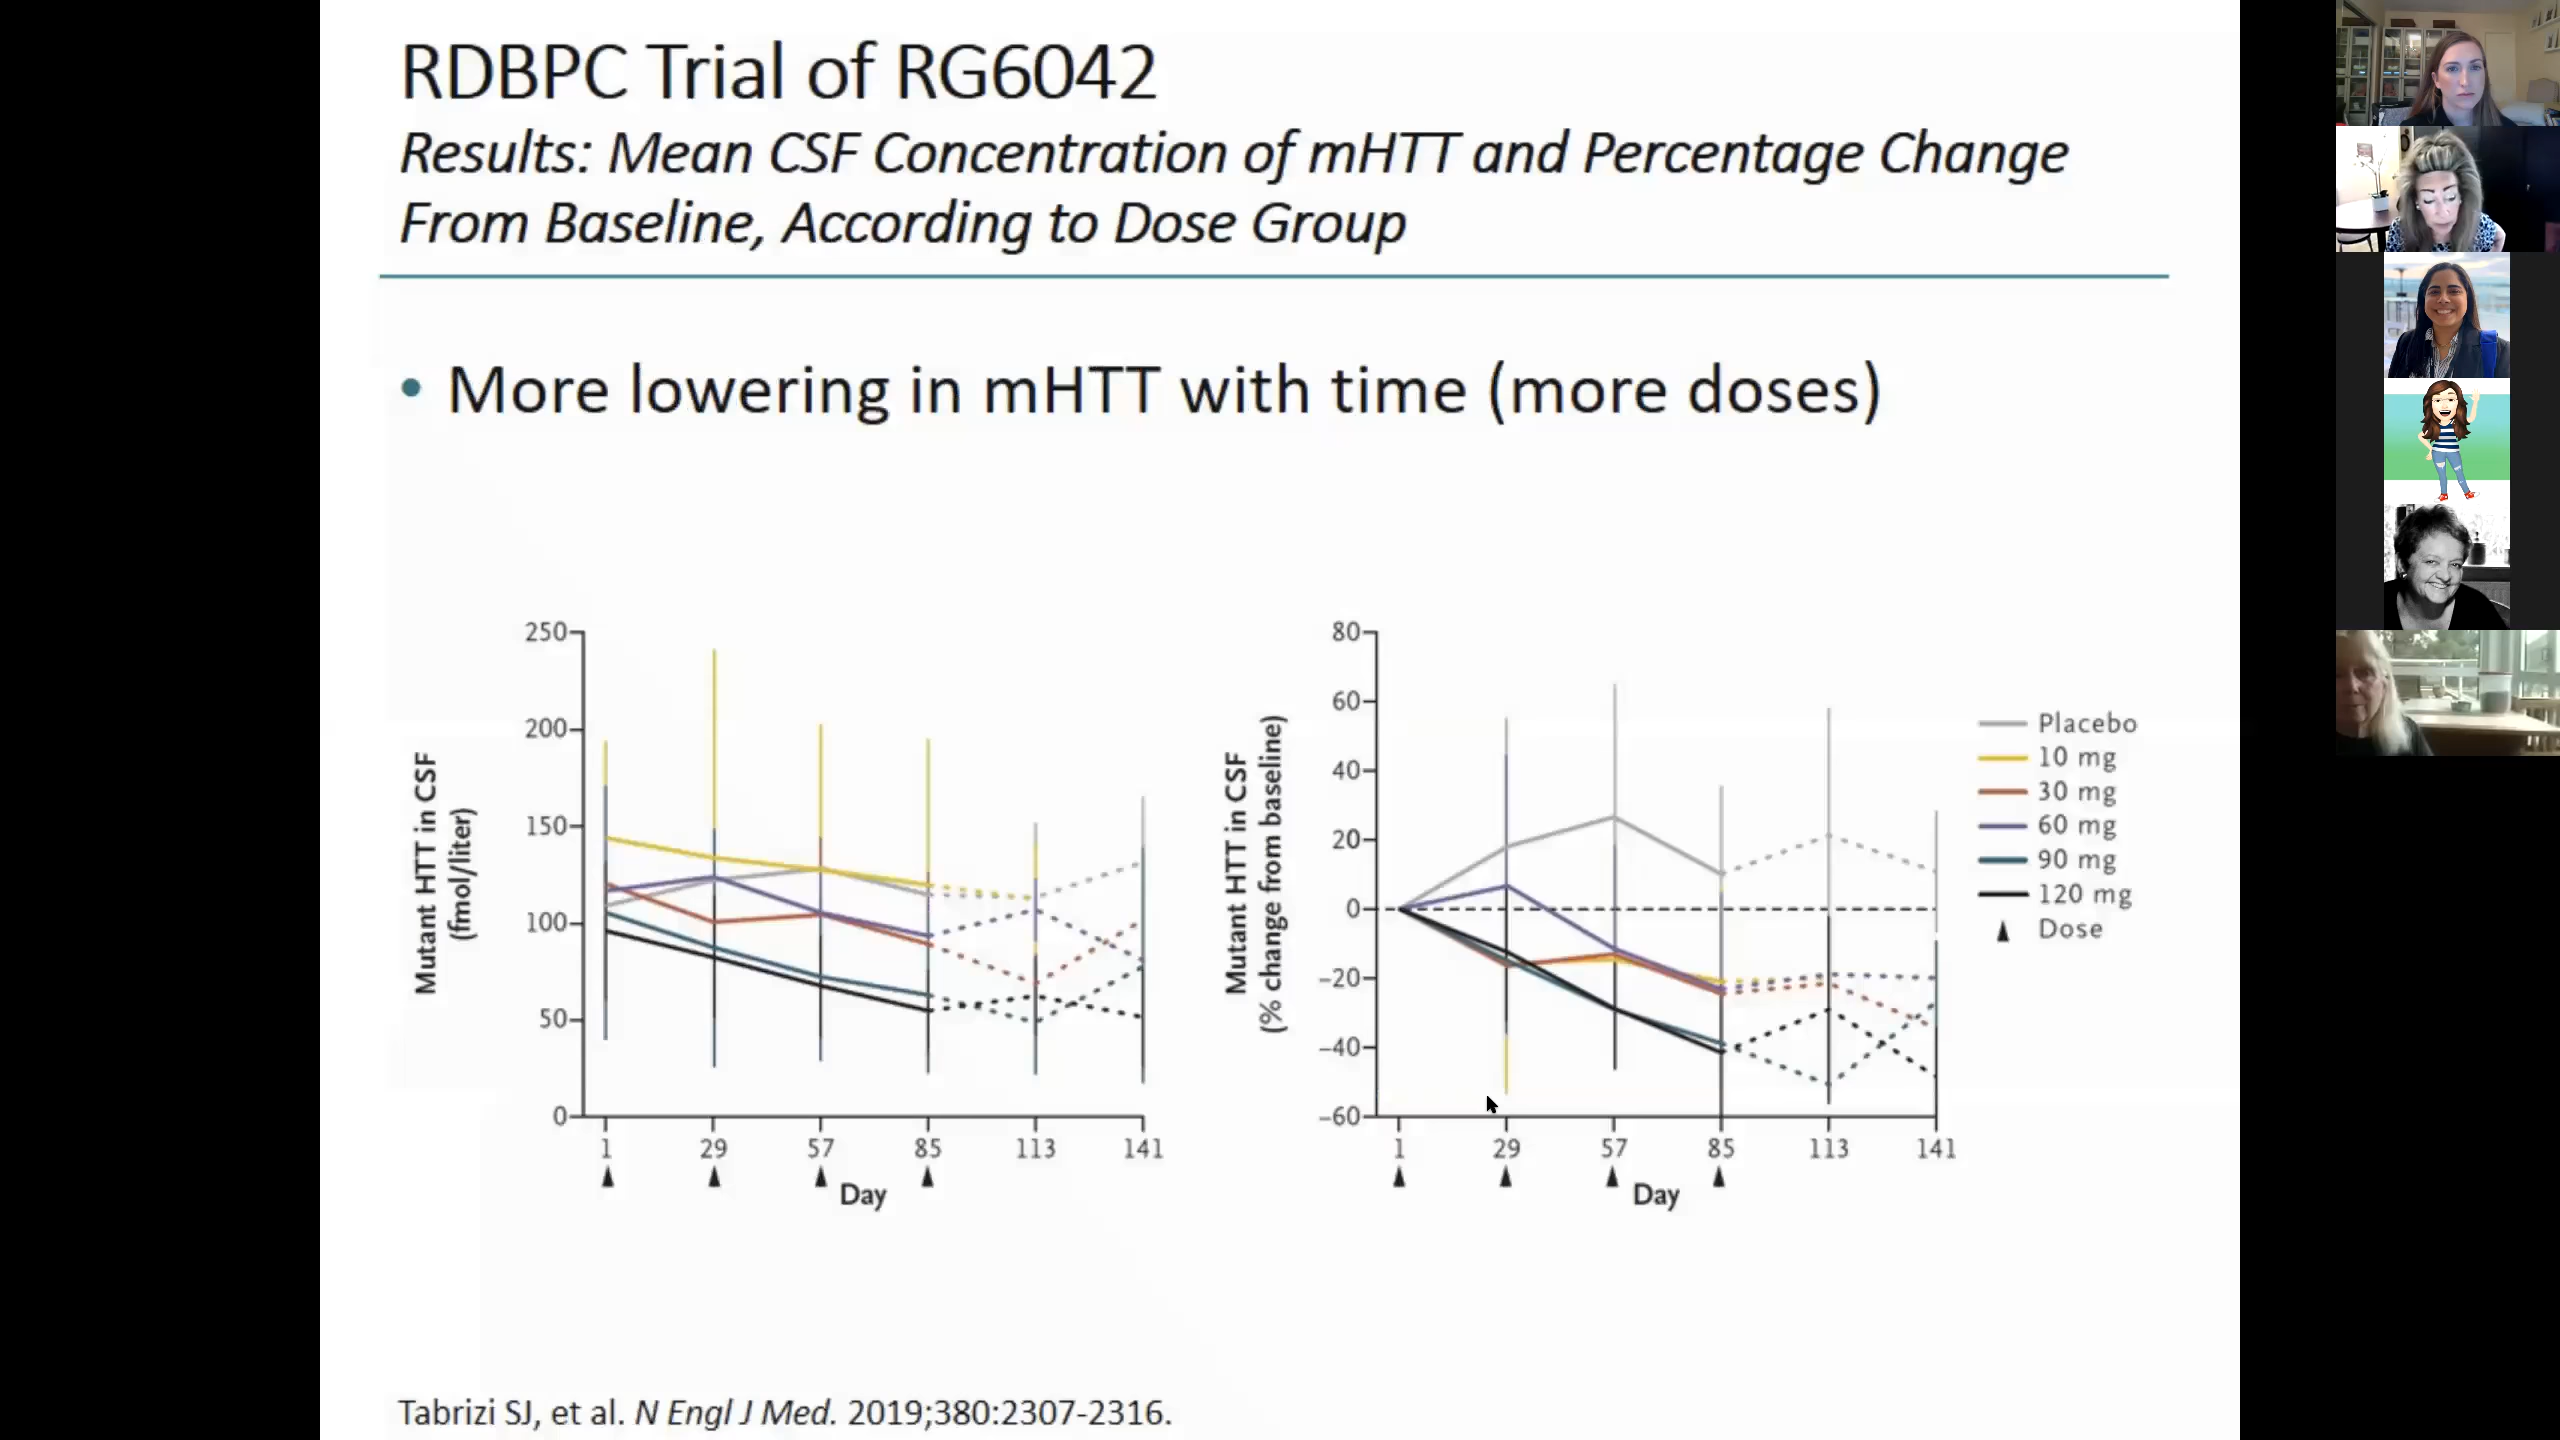 RDBPC Trial of RG6042
Results: Mean CSF Concentration of mHTT and Percentage Change
From Baseline, According to Dose Group
• More lowering in mHTT with time (more doses)
Mutant HTT in CSF
(fmol/liter)
250
200
150
100
50
0
1 29 57 85 113 141
Day
Mutant HTT in CSF
(% change from baseline)
80
60
40
20
0
−20
−40
−60
1 29 57 85 113 141
Day
Placebo
10 mg
30 mg
60 mg
90 mg
120 mg
Dose
Tabrizi SJ, et al. N Engl J Med. 2019;380:2307-2316.